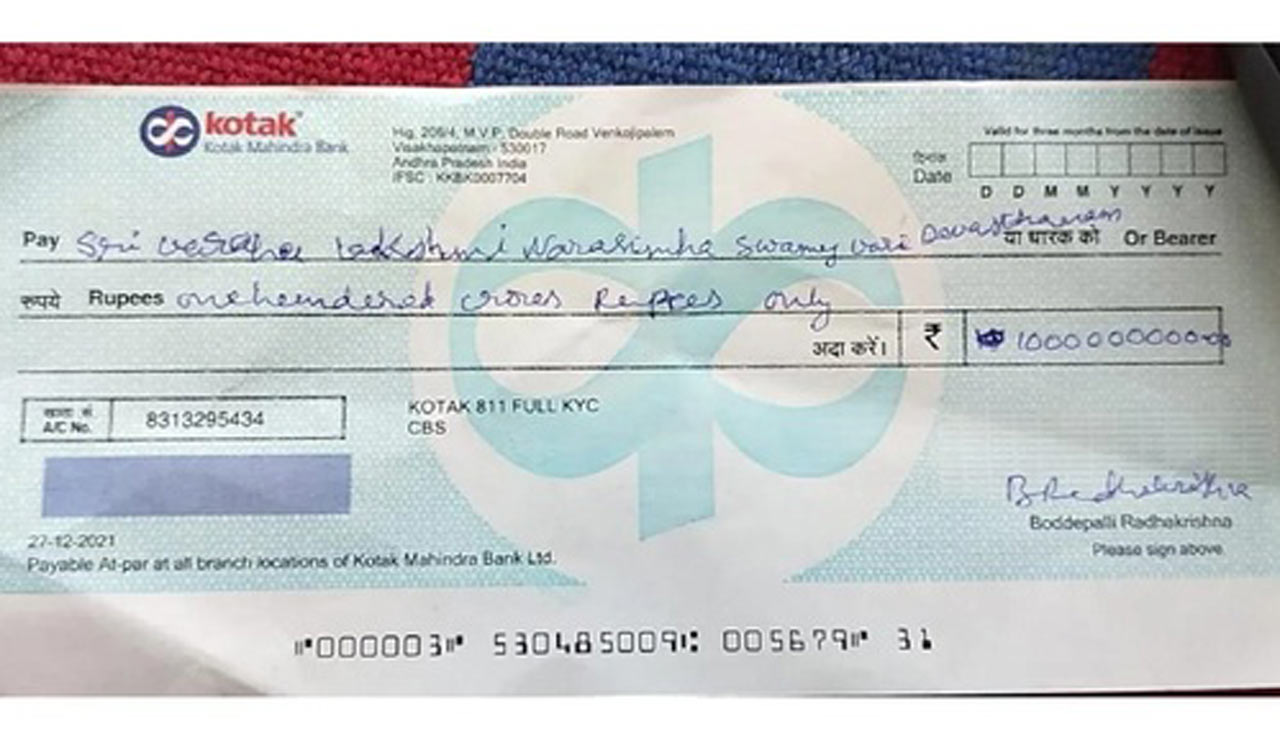 kotak
Kotak Mahindra Bank
Hig. 206/4, M.V.P. Double Road Venkojipalem
Visakhapatnam - 530017
Andhra Pradesh India
IFSC : KKBK0007704
Valid for three months from the date of issue
दिनांक
Date
D D M M Y Y Y Y
Pay Sri Lakshmi Narasimha Swamy vari Devasthanam या धारक को Or Bearer
रुपये Rupees one hundered crores Rupees only
अदा करें। ₹
खाता सं.
A/C No. 8313295434
KOTAK 811 FULL KYC
CBS
Boddepalli Radhakrishna
Please sign above.
27-12-2021
Payable At-par at all branch locations of Kotak Mahindra Bank Ltd.
⑈000003⑈ 530485009⑆ 005679⑈ 31